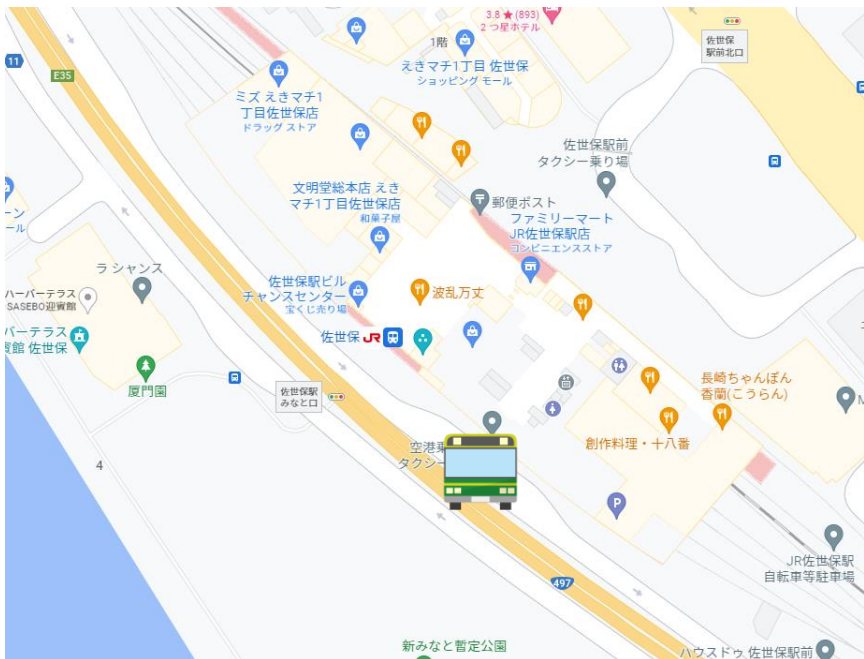 3.8 ★ (893)
2 つ星ホテル
1階
えきマチ1丁目 佐世保
ショッピング モール
佐世保
駅前北口
11
E35
ミズ えきマチ1
丁目佐世保店
ドラッグ ストア
佐世保駅前
タクシー乗り場
文明堂総本店 えき
マチ1丁目佐世保店
和菓子屋
郵便ポスト
ファミリーマート
JR佐世保駅店
コンビニエンスストア
ーン
ール
ラ シャンス
ハーバーテラス
SASEBO迎賓館
バーテラス
賓館 佐世保
佐世保駅ビル
チャンスセンター
宝くじ売り場
波乱万丈
佐世保 JR
厦門園
佐世保駅
みなと口
長崎ちゃんぽん
香蘭(こうらん)
M
創作料理・十八番
空港乗
タクシー
4
P
JR佐世保駅
自転車等駐車場
497
新みなと暫定公園
ハウスドゥ 佐世保駅前